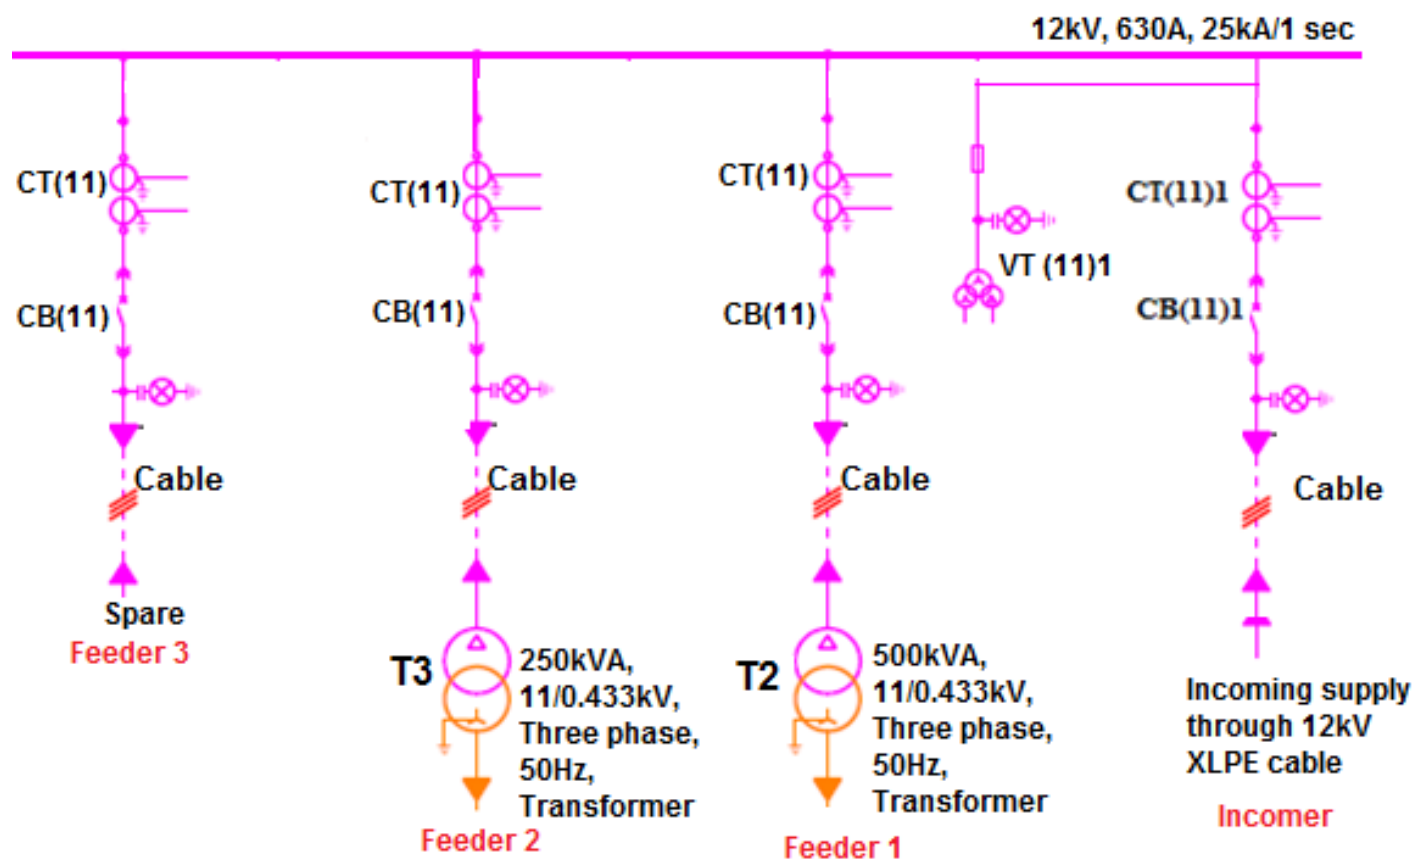 12kV, 630A, 25kA/1 sec
CT(11)
CT(11)
CT(11)
CT(11)1
VT (11)1
CB(11)
CB(11)
CB(11)
CB(11)1
Cable
Cable
Cable
Cable
Spare
Feeder 3
T3
250kVA,
11/0.433kV,
Three phase,
50Hz,
Transformer
Feeder 2
T2
500kVA,
11/0.433kV,
Three phase,
50Hz,
Transformer
Feeder 1
Incoming supply
through 12kV
XLPE cable
Incomer